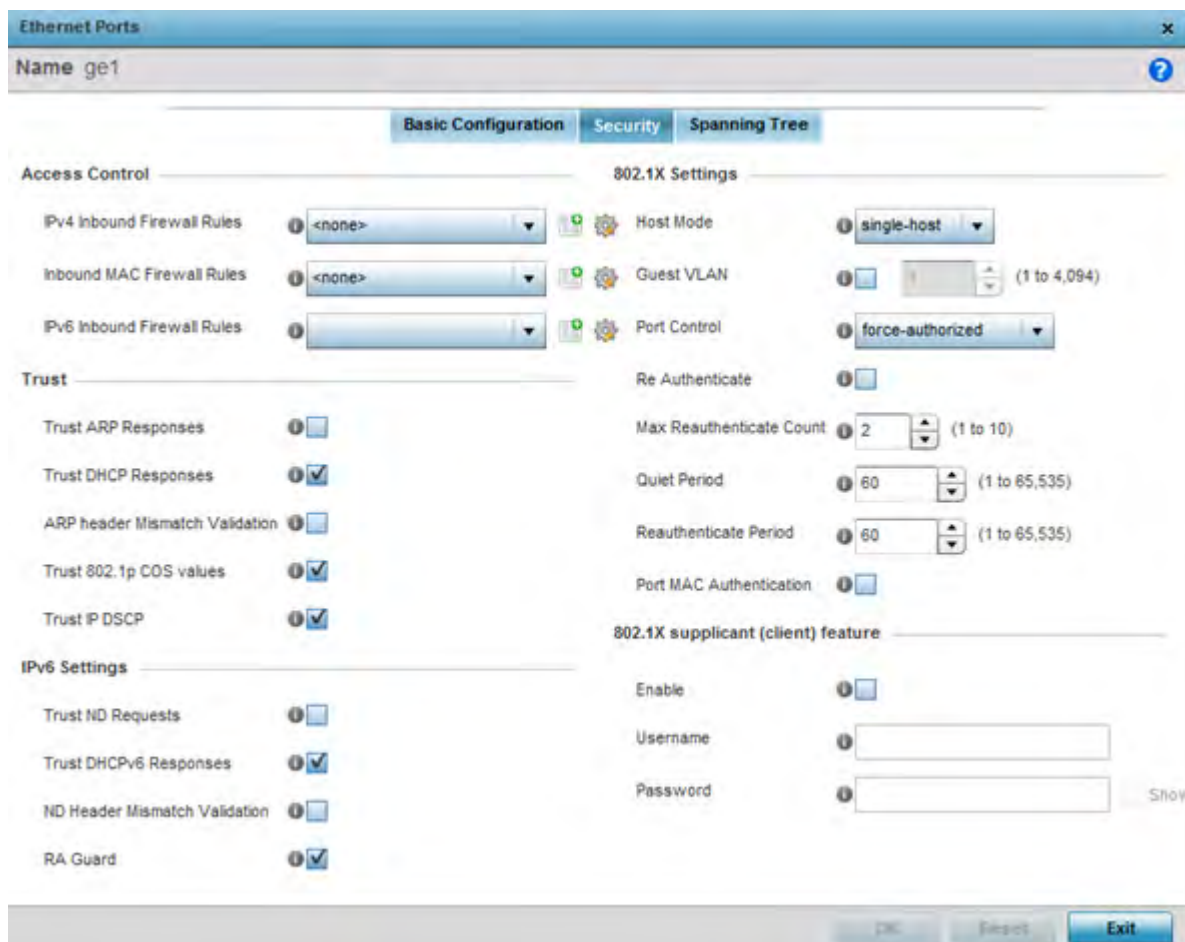 Ethernet Ports
Name ge1
Basic Configuration
Security
Spanning Tree
Access Control
IPv4 Inbound Firewall Rules
<none>
Inbound MAC Firewall Rules
<none>
IPv6 Inbound Firewall Rules
Trust
Trust ARP Responses
Trust DHCP Responses
ARP header Mismatch Validation
Trust 802.1p COS values
Trust IP DSCP
IPv6 Settings
Trust ND Requests
Trust DHCPv6 Responses
ND Header Mismatch Validation
RA Guard
802.1X Settings
Host Mode
single-host
Guest VLAN
1 (1 to 4,094)
Port Control
force-authorized
Re Authenticate
Max Reauthenticate Count
2 (1 to 10)
Quiet Period
60 (1 to 65,535)
Reauthenticate Period
60 (1 to 65,535)
Port MAC Authentication
802.1X supplicant (client) feature
Enable
Username
Password
Show
OK
Reset
Exit